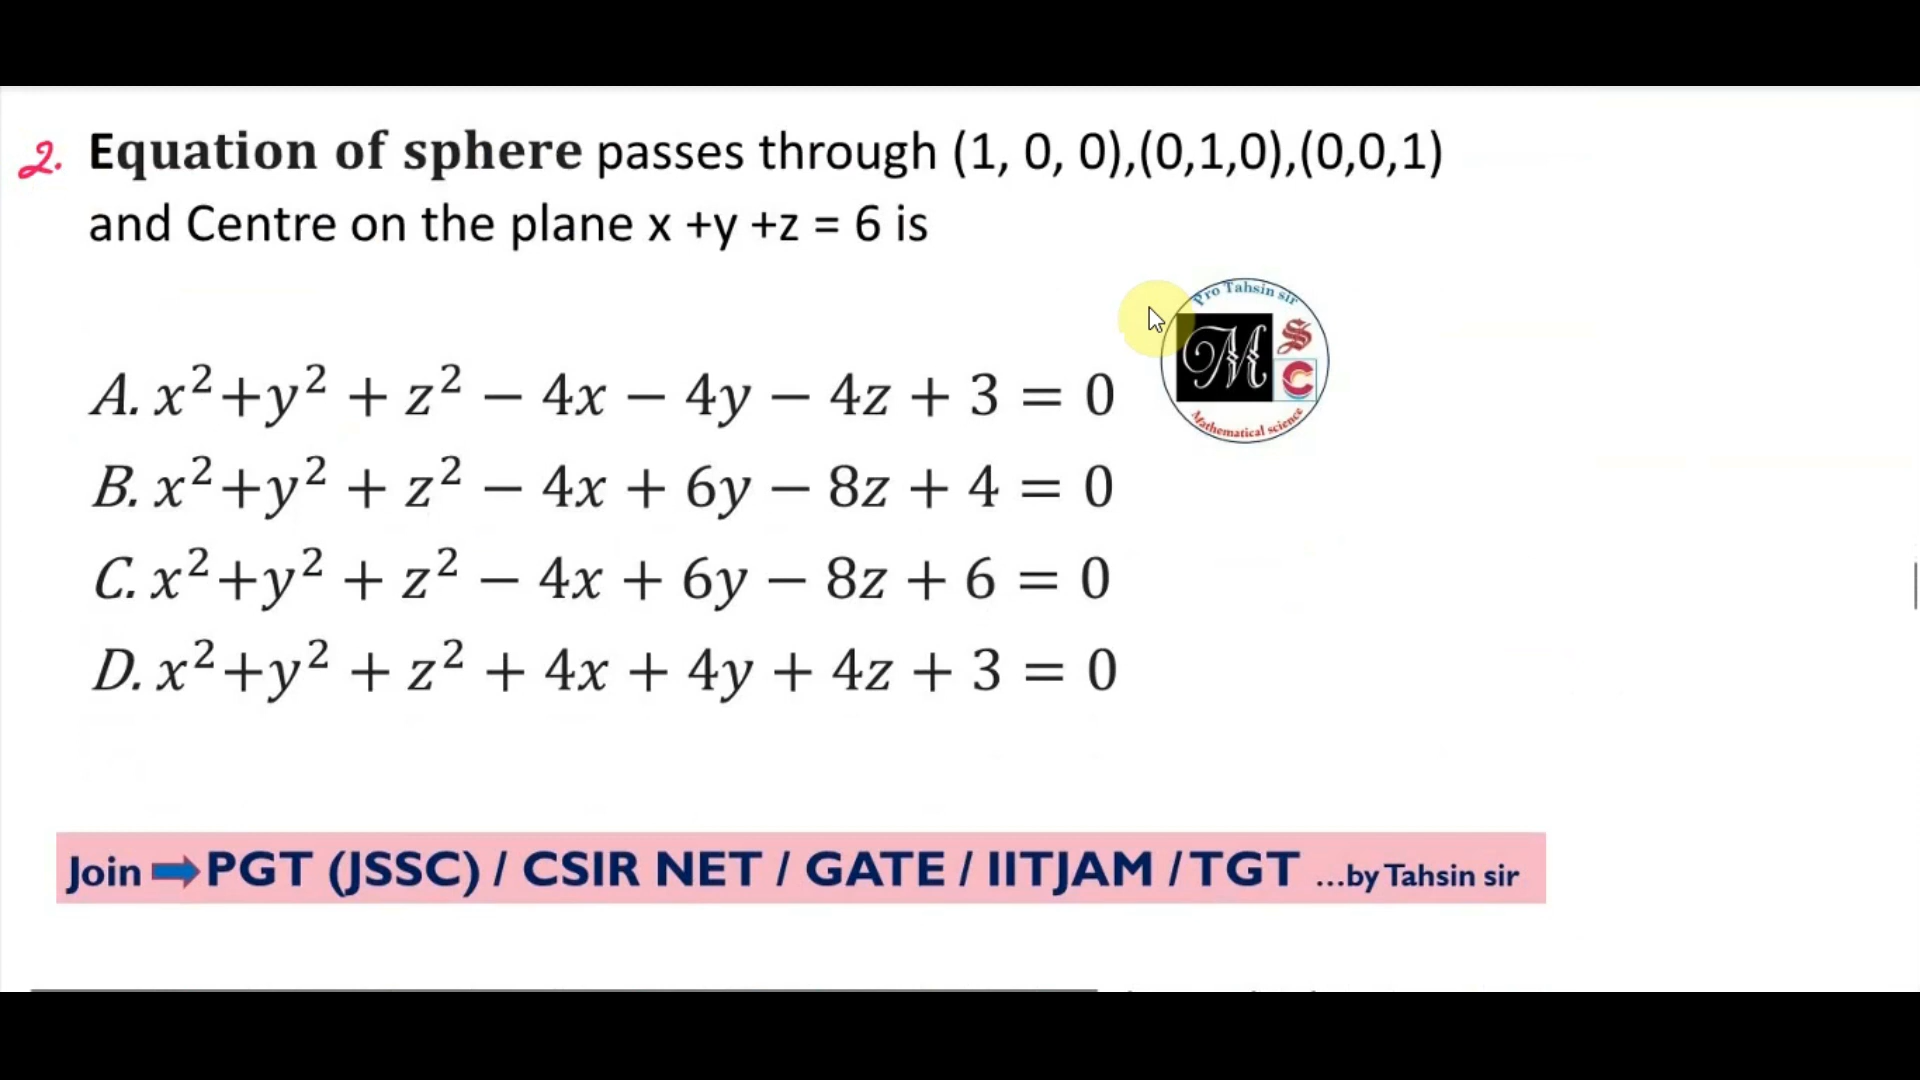 2. Equation of sphere passes through (1, 0, 0),(0,1,0),(0,0,1)
and Centre on the plane x +y +z = 6 is
Pro Tahsin sir
M S C
Mathematical science
A. x²+y² + z² − 4x − 4y − 4z + 3 = 0
B. x²+y² + z² − 4x + 6y − 8z + 4 = 0
C. x²+y² + z² − 4x + 6y − 8z + 6 = 0
D. x²+y² + z² + 4x + 4y + 4z + 3 = 0
Join ➡ PGT (JSSC) / CSIR NET / GATE / IITJAM / TGT ...by Tahsin sir